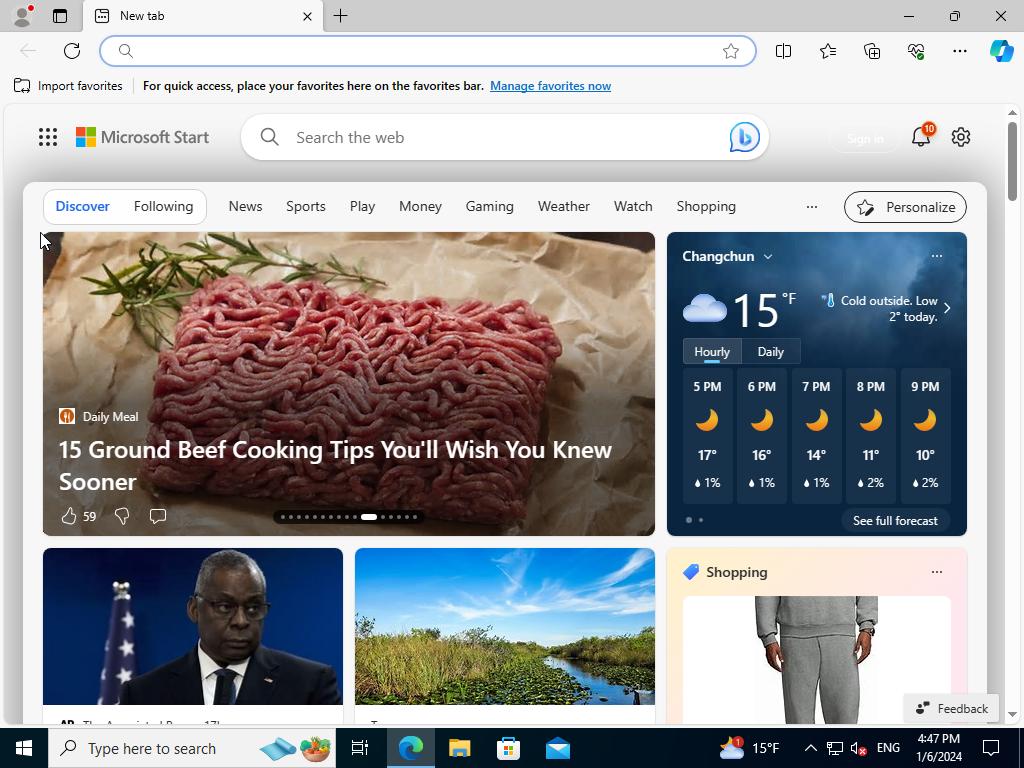 New tab
Import favorites
For quick access, place your favorites here on the favorites bar. Manage favorites now
Microsoft Start
Search the web
Sign in
10
Discover
Following
News
Sports
Play
Money
Gaming
Weather
Watch
Shopping
Personalize
Daily Meal
15 Ground Beef Cooking Tips You'll Wish You Knew
Sooner
59
Changchun
15 °F
Cold outside. Low
2° today.
Hourly
Daily
5 PM 6 PM 7 PM 8 PM 9 PM
17° 16° 14° 11° 10°
1% 1% 1% 2% 2%
See full forecast
Shopping
Feedback
Type here to search
1
15°F
ENG
4:47 PM
1/6/2024